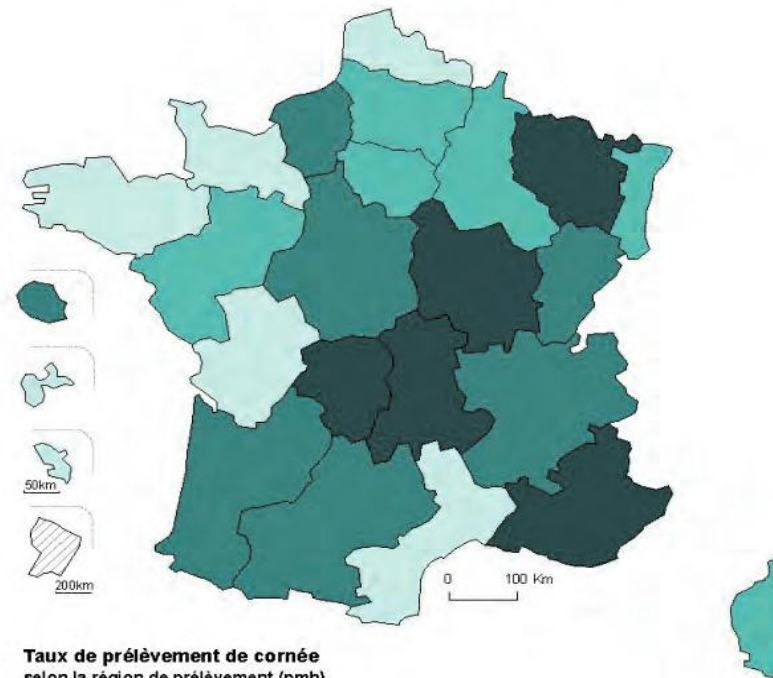 50km
200km
0 100 Km
Taux de prélèvement de cornée
selon la région de prélèvement (pmh)